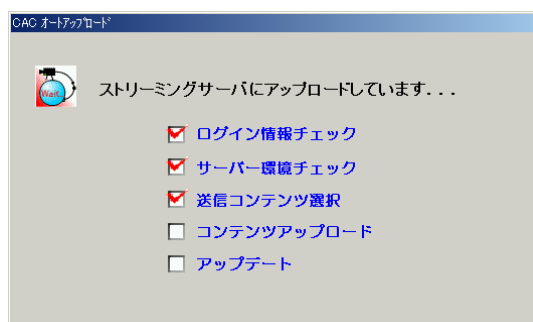 CAC ｵｰﾄｱｯﾌﾟﾛｰﾄﾞ
Wait..
ストリーミングサーバにアップロードしています...
ログイン情報チェック
サーバー環境チェック
送信コンテンツ選択
コンテンツアップロード
アップデート